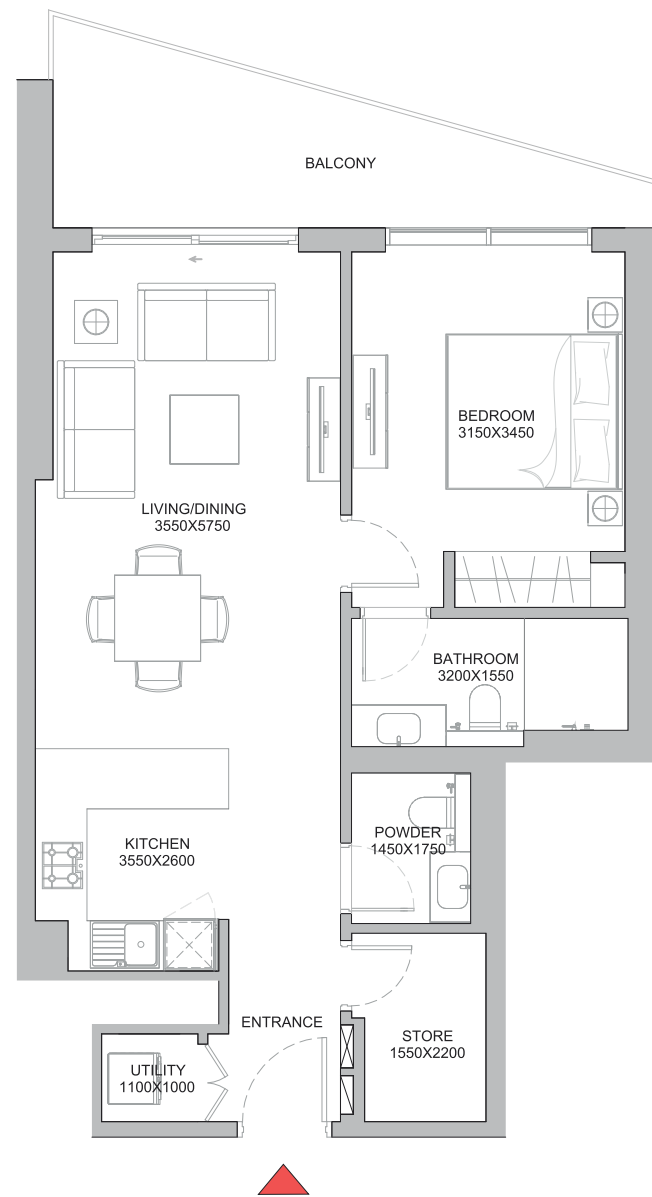 BALCONY
BEDROOM
3150X3450
LIVING/DINING
3550X5750
BATHROOM
3200X1550
POWDER
1450X1750
KITCHEN
3550X2600
ENTRANCE
STORE
1550X2200
UTILITY
1100X1000